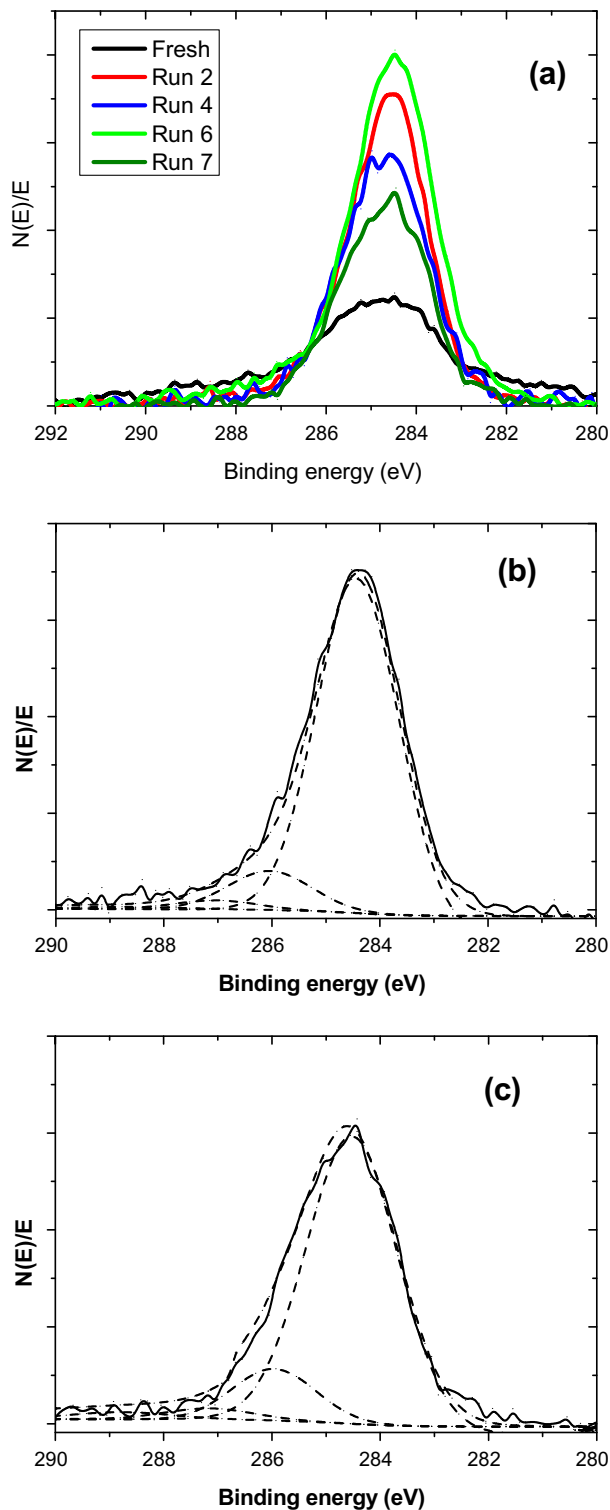 Fresh
Run 2
Run 4
Run 6
Run 7
(a)
N(E)/E
292 290 288 286 284 282 280
Binding energy (eV)
(b)
N(E)/E
290 288 286 284 282 280
Binding energy (eV)
(c)
N(E)/E
290 288 286 284 282 280
Binding energy (eV)